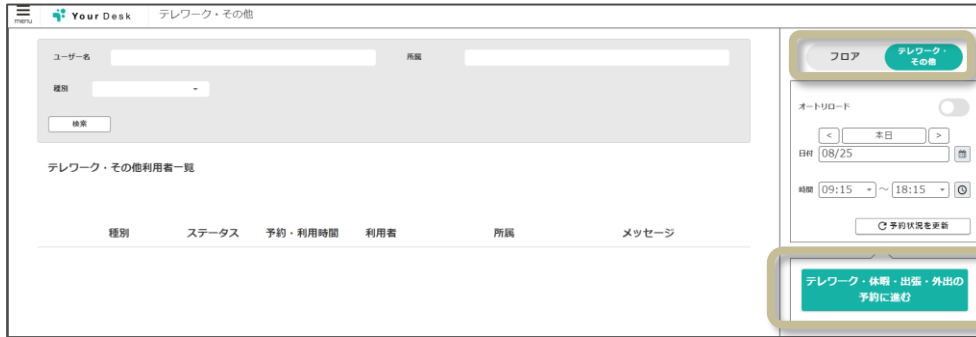 menu Your Desk テレワーク・その他
ユーザー名 所属
種別
検索
テレワーク・その他利用者一覧
種別 ステータス 予約・利用時間 利用者 所属 メッセージ
フロア テレワーク・
その他
オートリロード
< 本日 >
日付 08/25
時間 09:15 ～ 18:15
予約状況を更新
テレワーク・休暇・出張・外出の
予約に進む